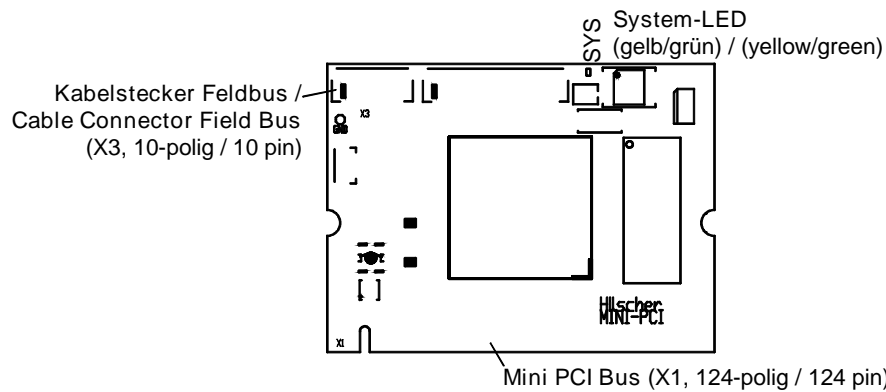 System-LED
SYS
(gelb/grün) / (yellow/green)
Kabelstecker Feldbus /
Cable Connector Field Bus
(X3, 10-polig / 10 pin)
X3
Hilscher
MINI-PCI
X1
Mini PCI Bus (X1, 124-polig / 124 pin)